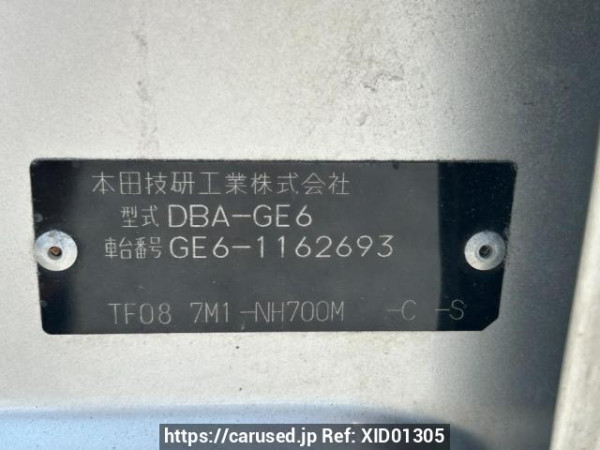 本田技研工業株式会社
型式 DBA-GE6
車台番号 GE6-1162693
TF08 7M1-NH700M -C -S
https://carused.jp Ref: XID01305